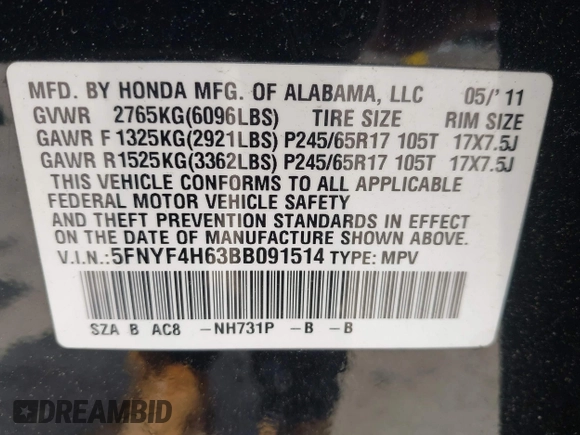 MFD. BY HONDA MFG. OF ALABAMA, LLC 05/'11
GVWR 2765KG(6096LBS) TIRE SIZE RIM SIZE
GAWR F 1325KG(2921LBS) P245/65R17 105T 17X7.5J
GAWR R 1525KG(3362LBS) P245/65R17 105T 17X7.5J
THIS VEHICLE CONFORMS TO ALL APPLICABLE
FEDERAL MOTOR VEHICLE SAFETY
AND THEFT PREVENTION STANDARDS IN EFFECT
ON THE DATE OF MANUFACTURE SHOWN ABOVE.
V.I.N.: 5FNYF4H63BB091514 TYPE: MPV
SZA B AC8 -NH731P -B -B
DREAMBID